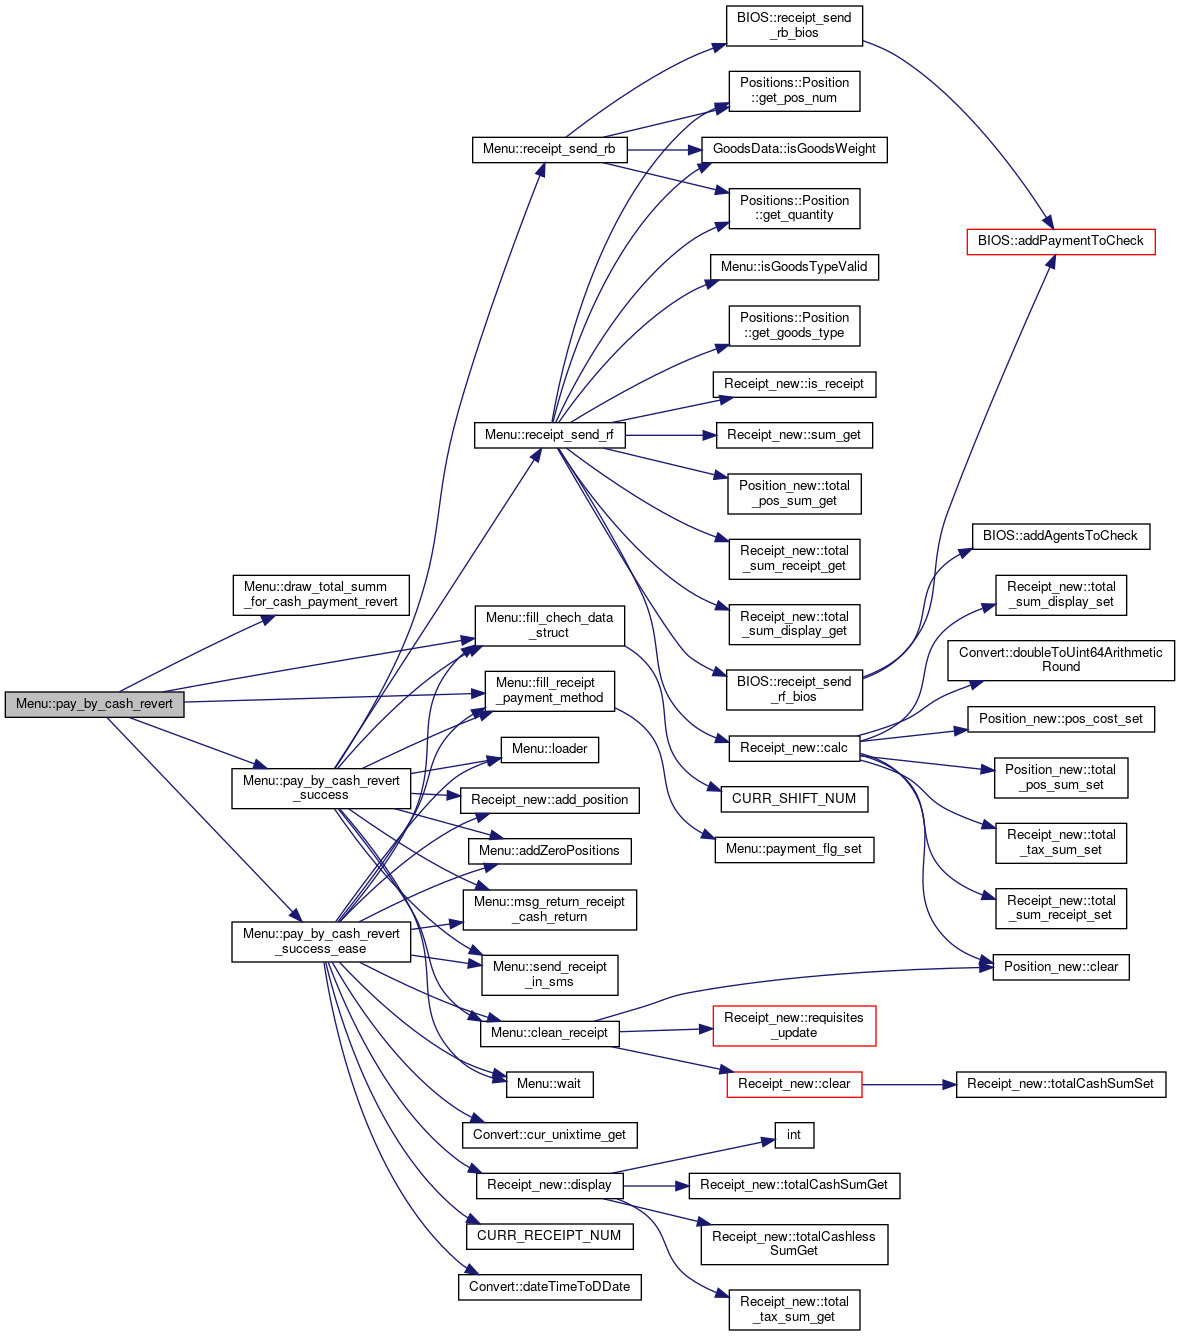 BIOS::receipt_send
_rb_bios
Positions::Position
::get_pos_num
Menu::receipt_send_rb
GoodsData::isGoodsWeight
Positions::Position
::get_quantity
BIOS::addPaymentToCheck
Menu::isGoodsTypeValid
Positions::Position
::get_goods_type
Receipt_new::is_receipt
Menu::receipt_send_rf
Receipt_new::sum_get
Position_new::total
_pos_sum_get
BIOS::addAgentsToCheck
Receipt_new::total
_sum_receipt_get
Menu::draw_total_summ
_for_cash_payment_revert
Receipt_new::total
_sum_display_set
Menu::fill_chech_data
_struct
Receipt_new::total
_sum_display_get
Convert::doubleToUint64Arithmetic
Round
Menu::fill_receipt
_payment_method
BIOS::receipt_send
_rf_bios
Menu::pay_by_cash_revert
Position_new::pos_cost_set
Menu::loader
Receipt_new::calc
Menu::pay_by_cash_revert
_success
Position_new::total
_pos_sum_set
Receipt_new::add_position
CURR_SHIFT_NUM
Menu::addZeroPositions
Menu::payment_flg_set
Receipt_new::total
_tax_sum_set
Menu::msg_return_receipt
_cash_return
Receipt_new::total
_sum_receipt_set
Menu::pay_by_cash_revert
_success_ease
Menu::send_receipt
_in_sms
Position_new::clear
Menu::clean_receipt
Receipt_new::requisites
_update
Menu::wait
Receipt_new::clear
Receipt_new::totalCashSumSet
Convert::cur_unixtime_get
int
Receipt_new::display
Receipt_new::totalCashSumGet
CURR_RECEIPT_NUM
Receipt_new::totalCashless
SumGet
Convert::dateTimeToDDate
Receipt_new::total
_tax_sum_get